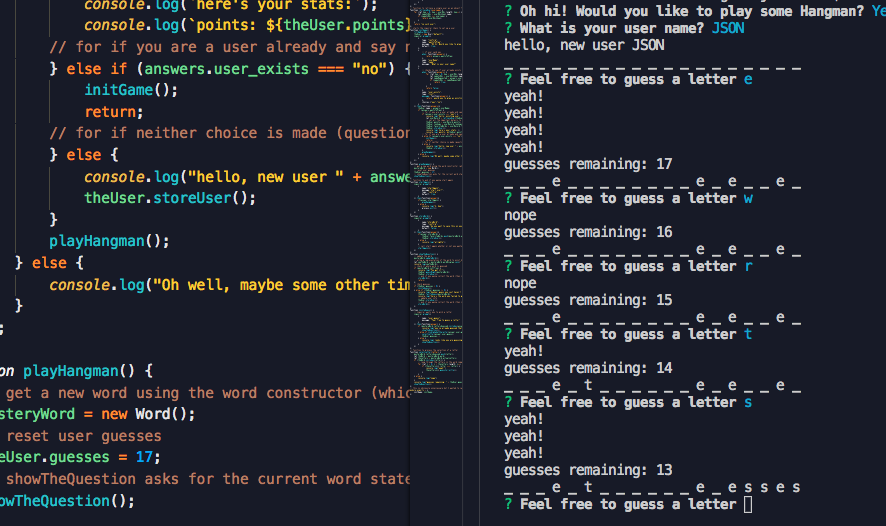 console.log(`here's your stats:`);
console.log(`points: ${theUser.points}
// for if you are a user already and say n
} else if (answers.user_exists === "no") {
initGame();
return;
// for if neither choice is made (question
} else {
console.log("hello, new user " + answe
theUser.storeUser();
}
playHangman();
} else {
console.log("Oh well, maybe some other tim
}
;
on playHangman() {
get a new word using the word constructor (whic
steryWord = new Word();
reset user guesses
eUser.guesses = 17;
showTheQuestion asks for the current word state
owTheQuestion();
? Oh hi! Would you like to play some Hangman? Ye
? What is your user name? JSON
hello, new user JSON
_ _ _ _ _ _ _ _ _ _ _ _ _ _ _ _ _ _ _
? Feel free to guess a letter e
yeah!
yeah!
yeah!
yeah!
guesses remaining: 17
_ _ _ e _ _ _ _ _ _ _ _ e _ e _ _ e _
? Feel free to guess a letter w
nope
guesses remaining: 16
_ _ _ e _ _ _ _ _ _ _ _ e _ e _ _ e _
? Feel free to guess a letter r
nope
guesses remaining: 15
_ _ _ e _ _ _ _ _ _ _ _ e _ e _ _ e _
? Feel free to guess a letter t
yeah!
guesses remaining: 14
_ _ _ e _ t _ _ _ _ _ _ e _ e _ _ e _
? Feel free to guess a letter s
yeah!
yeah!
yeah!
guesses remaining: 13
_ _ _ e _ t _ _ _ _ _ _ e _ e s s e s
? Feel free to guess a letter